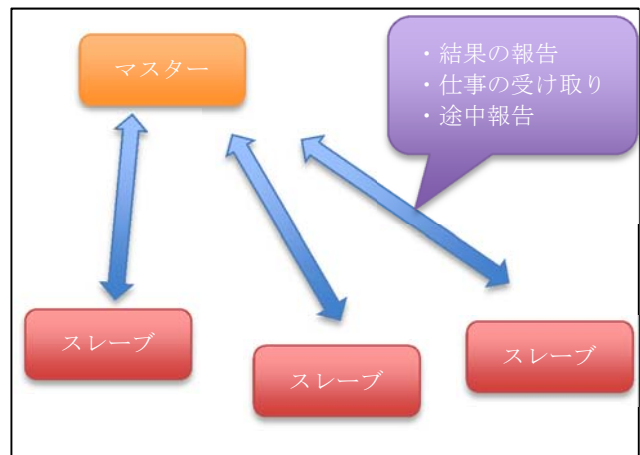 マスター
・結果の報告
・仕事の受け取り
・途中報告
スレーブ
スレーブ
スレーブ